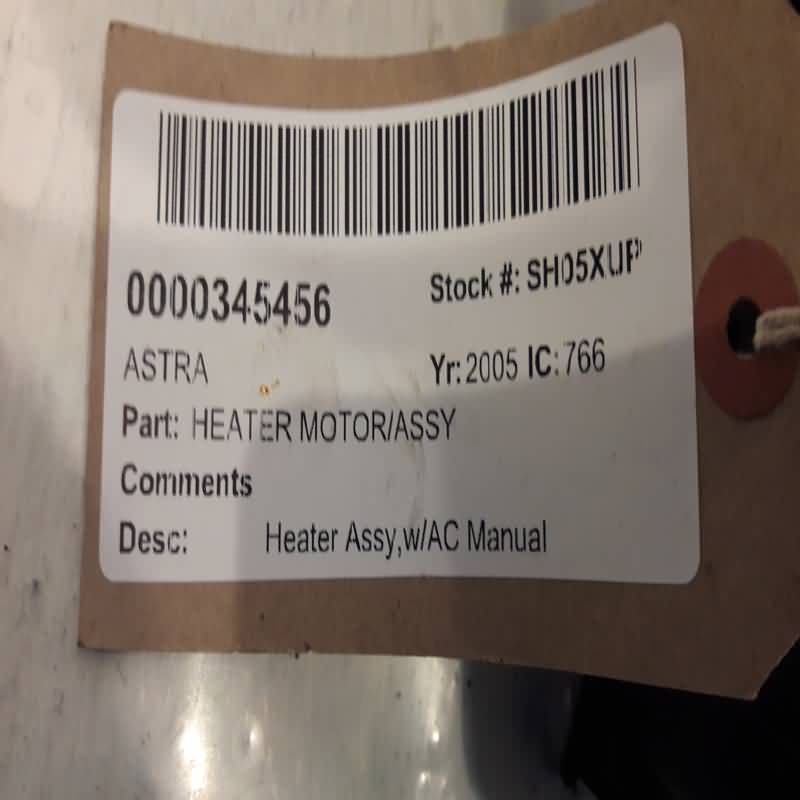 0000345456 Stock #: SH05XUP
ASTRA Yr: 2005 IC: 766
Part: HEATER MOTOR/ASSY
Comments
Desc: Heater Assy,w/AC Manual